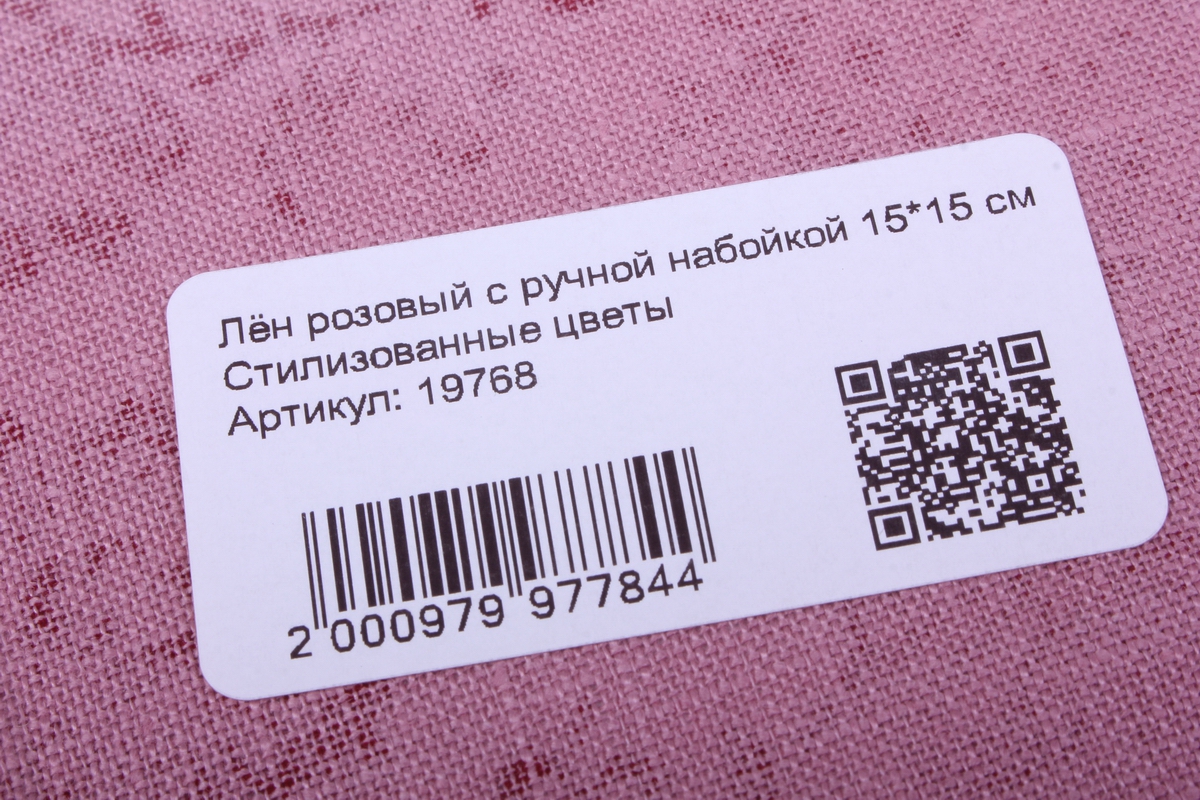 Лён розовый с ручной набойкой 15*15 см
Стилизованные цветы
Артикул: 19768
2 000979 977844